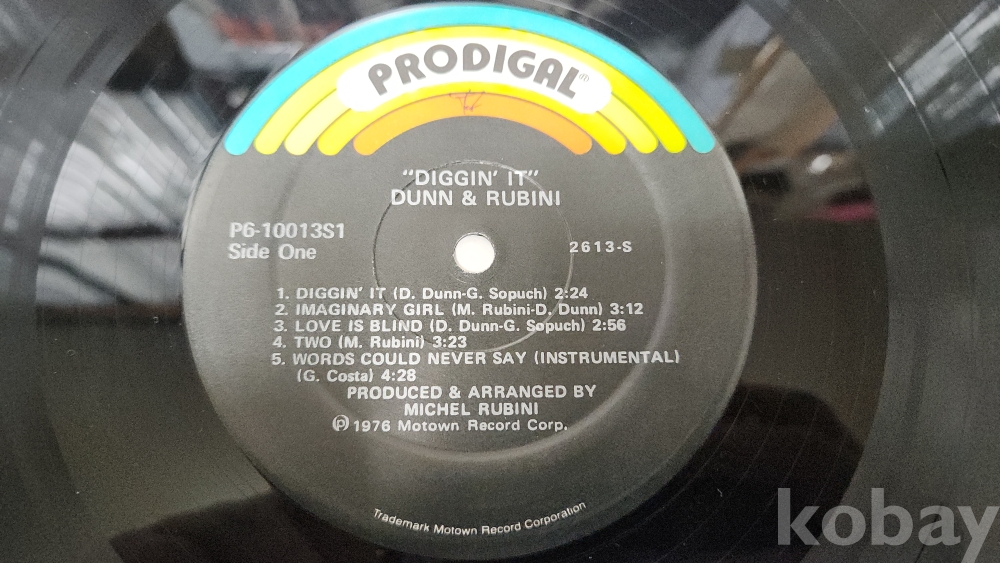 PRODIGAL®
"DIGGIN' IT"
DUNN & RUBINI
P6-10013S1
Side One
2613-S
1. DIGGIN' IT (D. Dunn-G. Sopuch) 2:24
2. IMAGINARY GIRL (M. Rubini-D. Dunn) 3:12
3. LOVE IS BLIND (D. Dunn-G. Sopuch) 2:56
4. TWO (M. Rubini) 3:23
5. WORDS COULD NEVER SAY (INSTRUMENTAL)
(G. Costa) 4:28
PRODUCED & ARRANGED BY
MICHEL RUBINI
℗ 1976 Motown Record Corp.
Trademark Motown Record Corporation
kobay